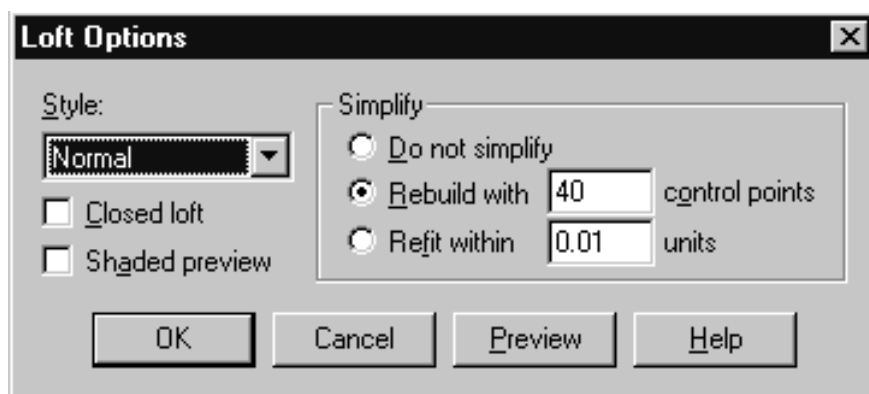 Loft Options
Style:
Normal
Closed loft
Shaded preview
Simplify
Do not simplify
Rebuild with 40 control points
Refit within 0.01 units
OK Cancel Preview Help